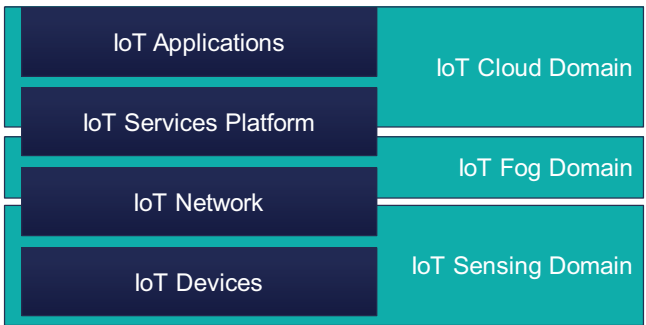 IoT Applications
IoT Cloud Domain
IoT Services Platform
IoT Fog Domain
IoT Network
IoT Sensing Domain
IoT Devices